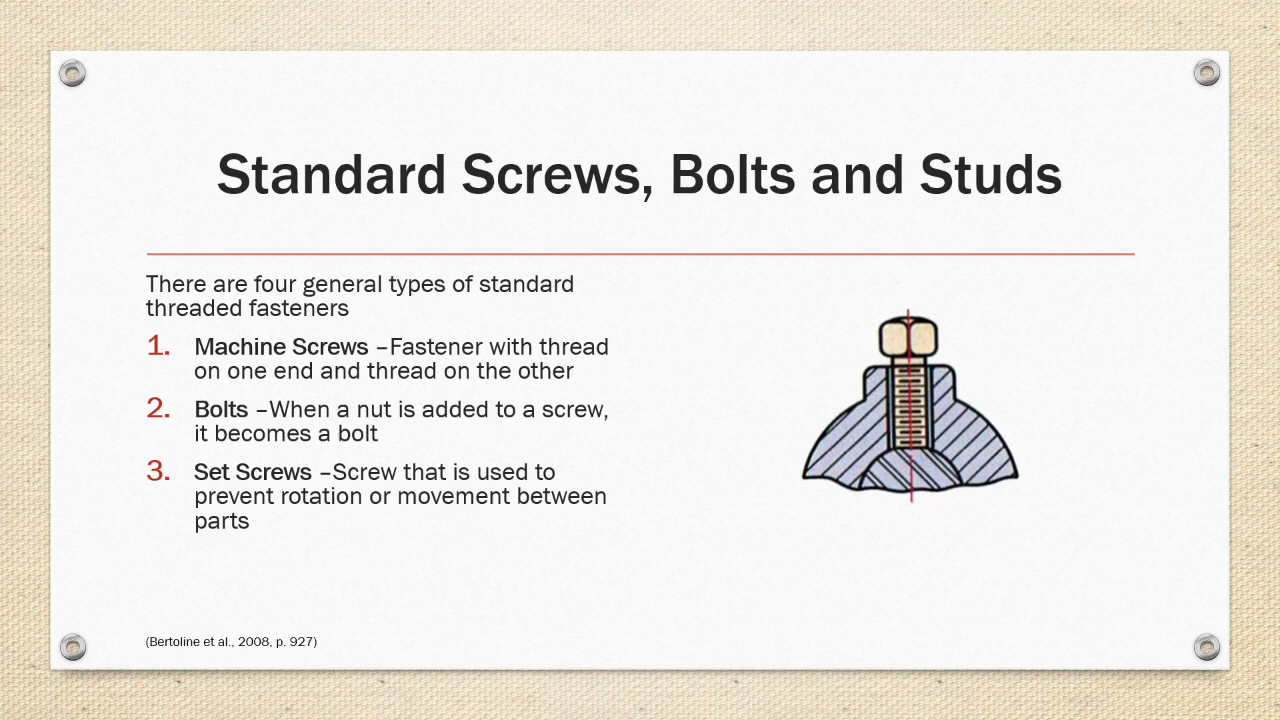 Standard Screws, Bolts and Studs
There are four general types of standard
threaded fasteners
1. Machine Screws –Fastener with thread
on one end and thread on the other
2. Bolts –When a nut is added to a screw,
it becomes a bolt
3. Set Screws –Screw that is used to
prevent rotation or movement between
parts
(Bertoline et al., 2008, p. 927)